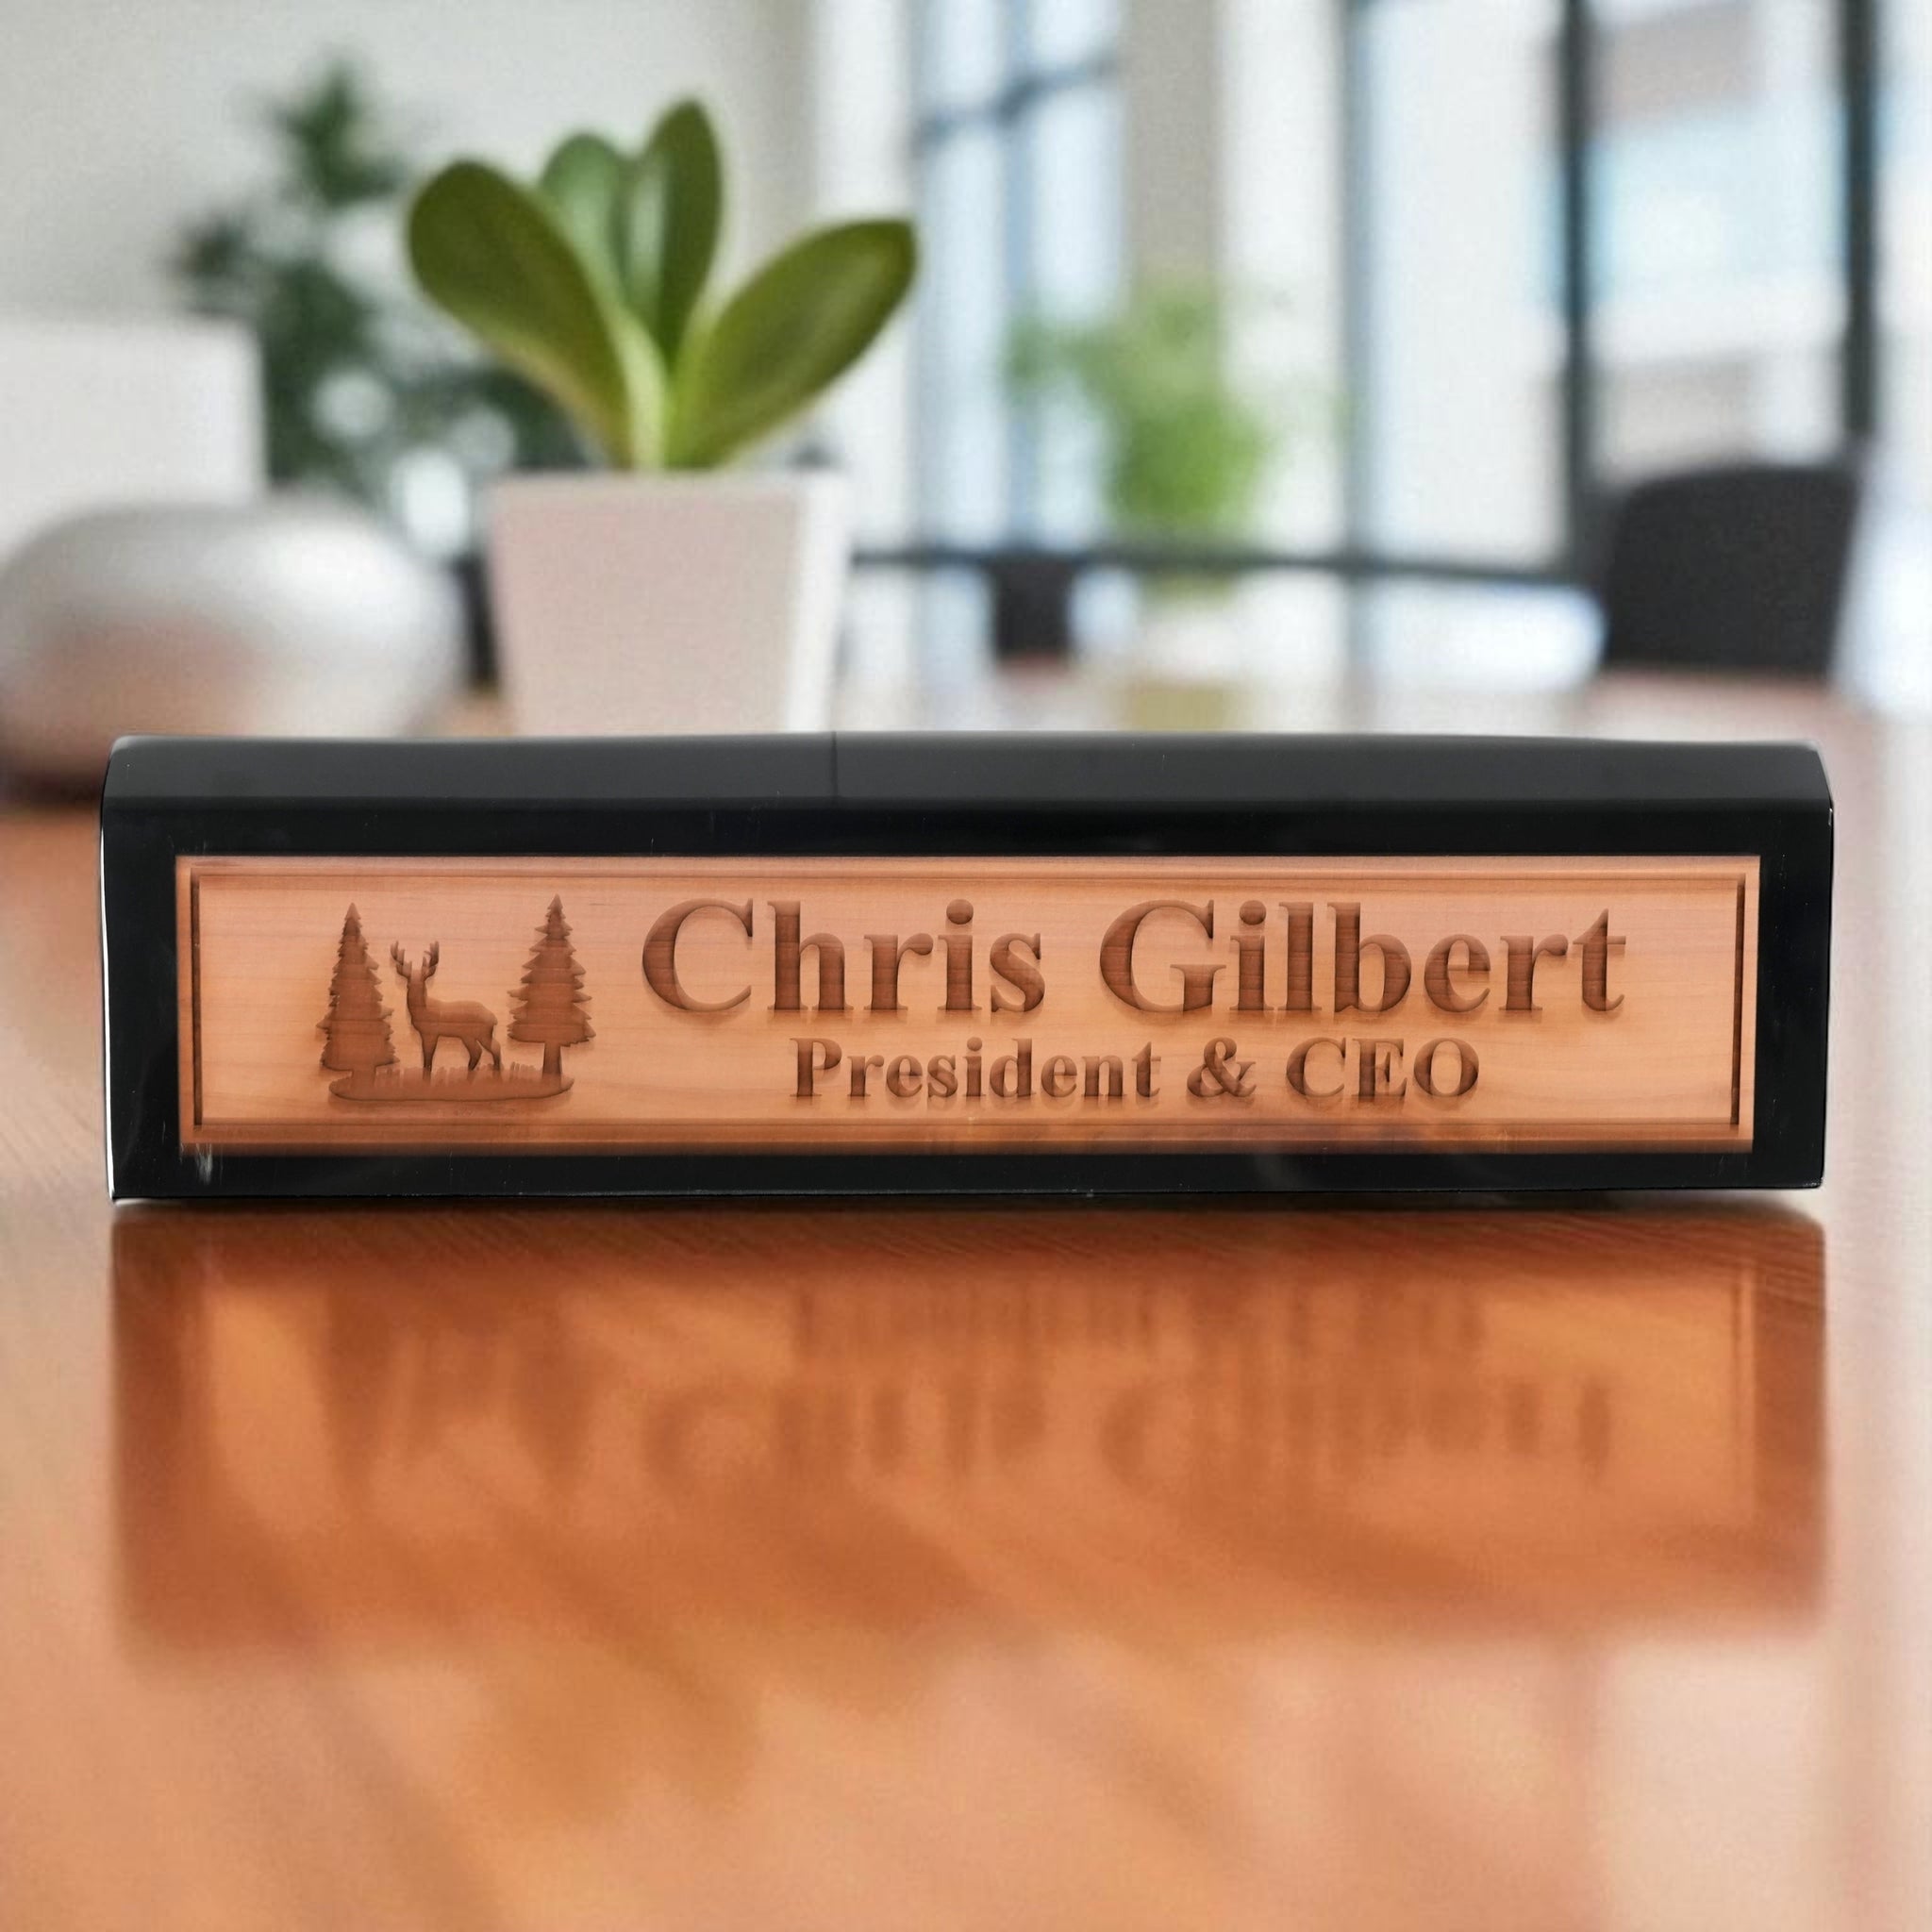 Chris Gilbert
President & CEO